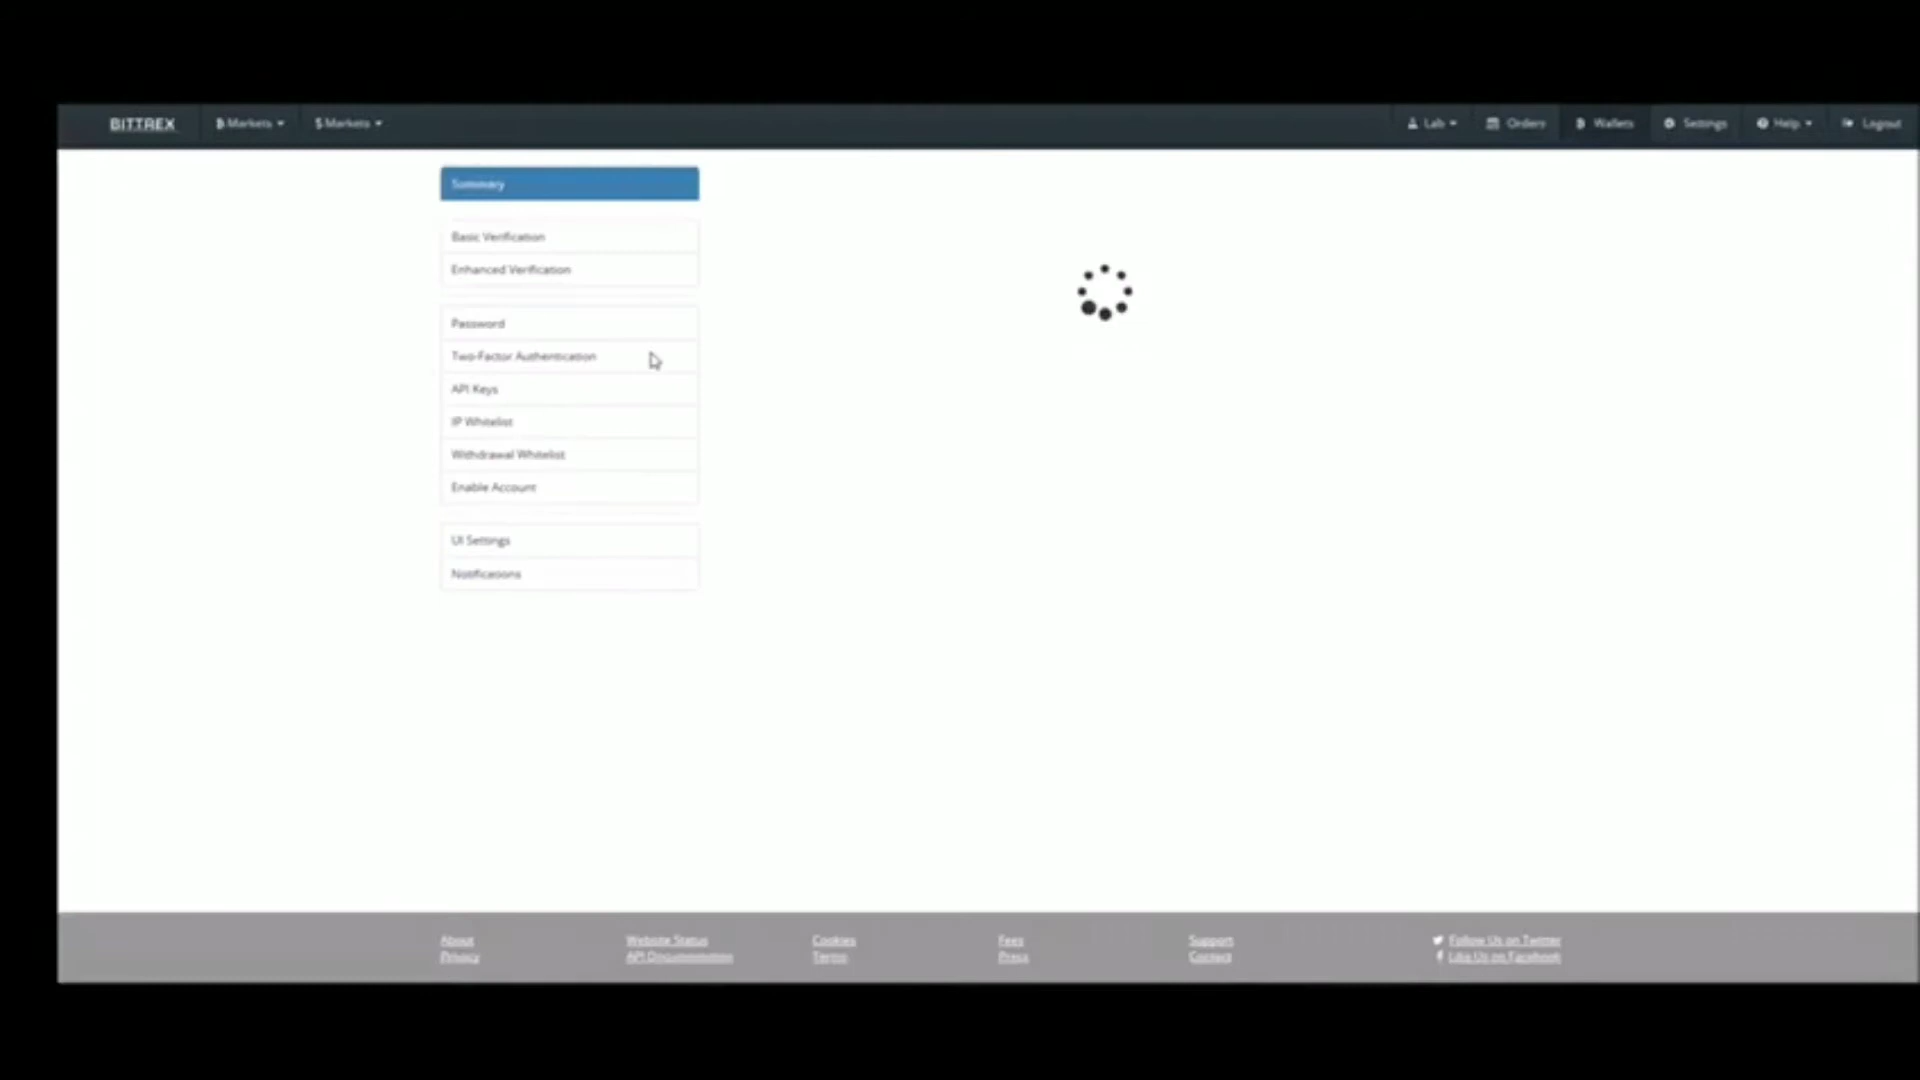 BITTREX
Markets
$ Markets
Lab
Orders
Wallets
Settings
Help
Logout
Summary
Basic Verification
Enhanced Verification
Password
Two-Factor Authentication
API Keys
IP Whitelist
Withdrawal Whitelist
Enable Account
UI Settings
Notifications
About
Website Status
Cookies
Fees
Support
Follow Us on Twitter
Privacy
API Documentation
Terms
Press
Contact
Like Us on Facebook